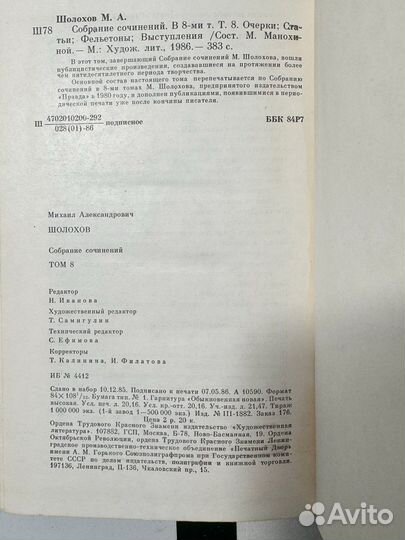 Шолохов М. А.
Ш78 Собрание сочинений. В 8-ми т. Т. 8. Очерки; Ста-
тьи; Фельетоны; Выступления /Сост. М. Манохи-
ной.— М.: Худож. лит., 1986.— 383 с.
В этот том, завершающий Собрание сочинений М. Шолохова, вошли
публицистические произведения, создававшиеся на протяжении более
чем пятидесятилетнего периода творчества.
Основной состав настоящего тома перепечатывается по Собранию
сочинений в 8-ми томах М. Шолохова, предпринятого издательством
«Правда» в 1980 году, и дополнен публикациями, появившимися в перио-
дической печати уже после кончины писателя.
Ш 4702010200-292
028(01)-86 подписное ББК 84Р7
Михаил Александрович
ШОЛОХОВ
Собрание сочинений
ТОМ 8
Редактор
Н. Иванова
Художественный редактор
Т. Самигулин
Технический редактор
С. Ефимова
Корректоры
Т. Калинина, И. Филатова
ИБ № 4412
Сдано в набор 10.12.85. Подписано к печати 07.05.86. А 10590. Формат
84×108 1/32. Бумага тип. № 1. Гарнитура «Обыкновенная новая». Печать
высокая. Усл. печ. л. 20,16. Усл. кр.-отт. 20,16. Уч.-изд. л. 21,47. Тираж
1 000 000 экз. (1-й завод 1—500 000 экз.) Изд. № III-1882. Заказ 176.
Цена 2 р. 20 к.
Ордена Трудового Красного Знамени издательство «Художественная
литература». 107882, ГСП, Москва, Б-78, Ново-Басманная, 19. Ордена
Октябрьской Революции, ордена Трудового Красного Знамени Ленин-
градское производственно-техническое объединение «Печатный Двор»
имени А. М. Горького Союзполиграфпрома при Государственном коми-
тете СССР по делам издательств, полиграфии и книжной торговли.
197136, Ленинград, П-136, Чкаловский пр., 15.
Avito